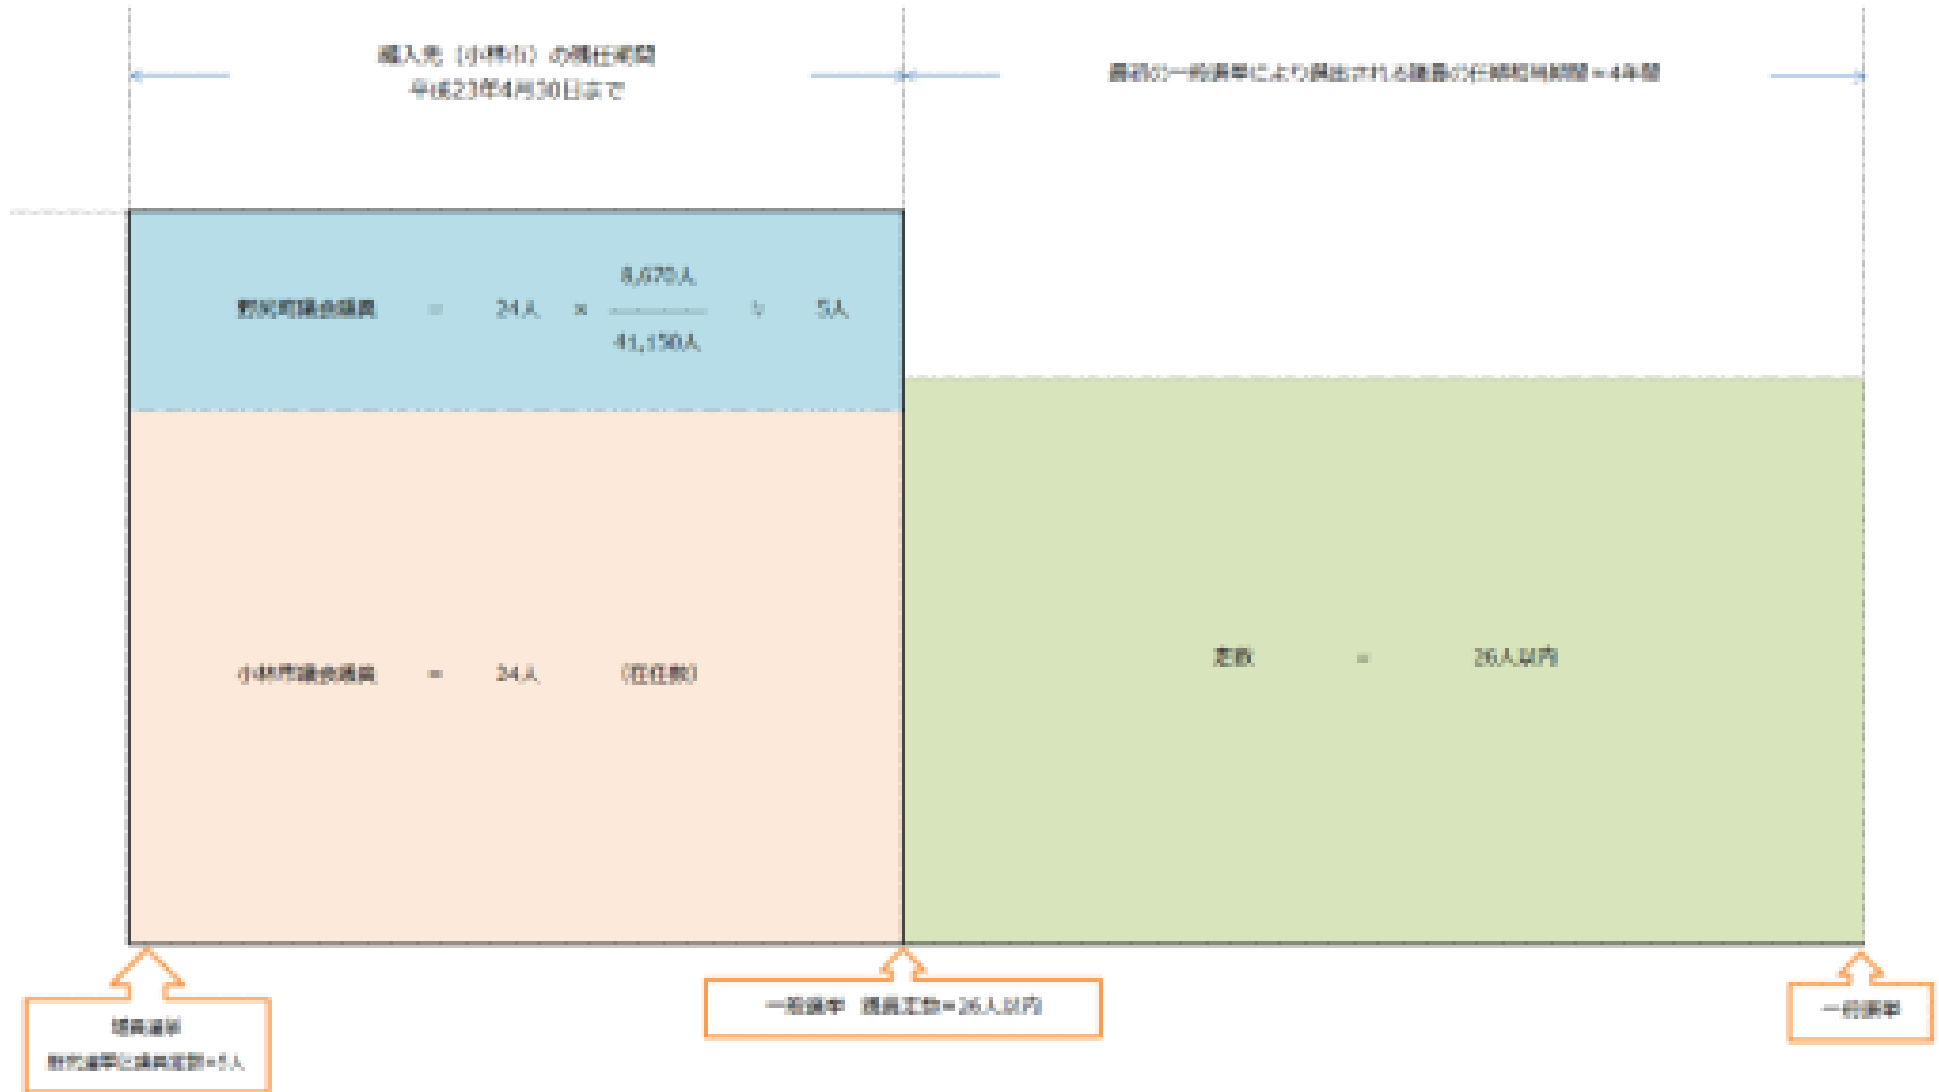 編入先(小林市)の残任期間
平成23年4月30日まで
最初の一般選挙により選出される議員の任期相当期間=4年間
8,670人
野尻町議会議員 = 24人 × ≒ 5人
41,150人
小林市議会議員 = 24人 (在任数)
定数 = 26人以内
増員選挙
野尻選挙区議員定数=5人
一般選挙 議員定数=26人以内
一般選挙